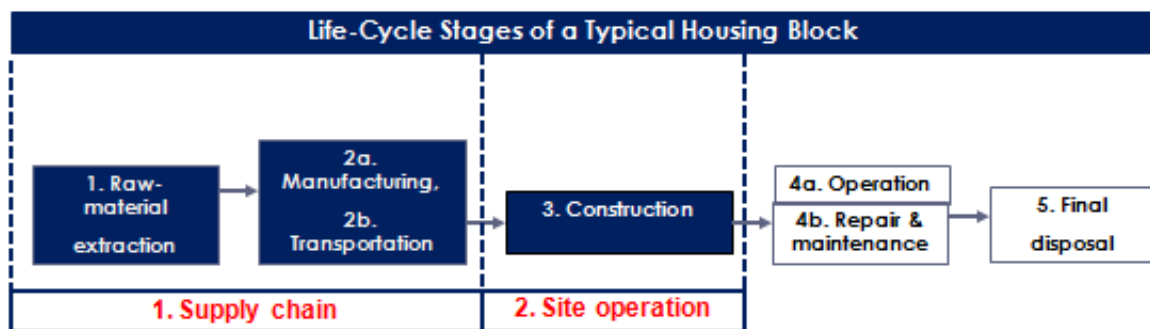 Life-Cycle Stages of a Typical Housing Block
1. Raw-
material
extraction
2a.
Manufacturing,
2b.
Transportation
3. Construction
4a. Operation
4b. Repair &
maintenance
5. Final
disposal
1. Supply chain
2. Site operation